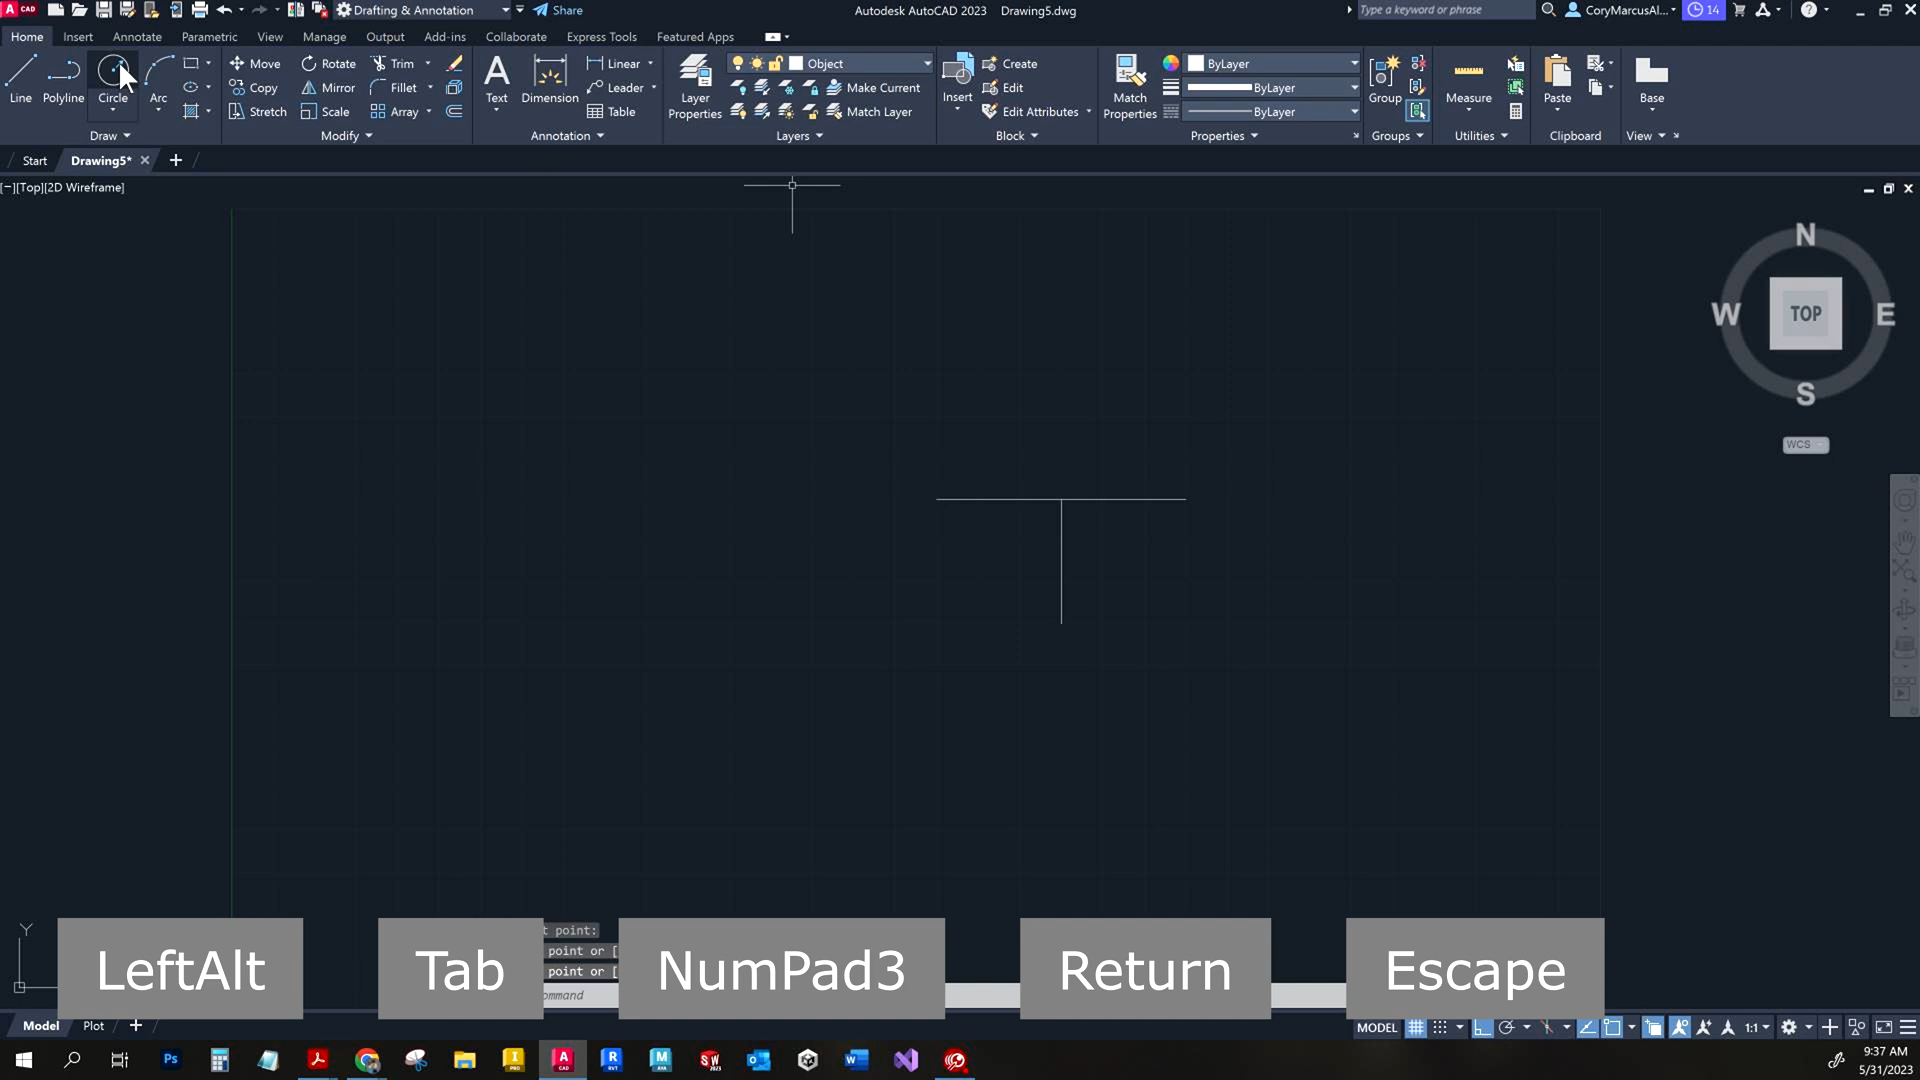 A CAD
Drafting & Annotation
Share
Autodesk AutoCAD 2023 Drawing5.dwg
Type a keyword or phrase
CoryMarcusAl...
14
Home Insert Annotate Parametric View Manage Output Add-ins Collaborate Express Tools Featured Apps
Line Polyline Circle Arc
Draw
Move Rotate Trim
Copy Mirror Fillet
Stretch Scale Array
Modify
Text Dimension
Linear
Leader
Table
Annotation
Layer Properties
Object
Make Current
Match Layer
Layers
Insert
Create
Edit
Edit Attributes
Block
Match Properties
ByLayer
ByLayer
ByLayer
Properties
Group
Groups
Measure
Utilities
Paste
Clipboard
Base
View
Start Drawing5*
[−][Top][2D Wireframe]
N
W TOP E
S
WCS
Y
t point:
point or [
point or [
ommand
LeftAlt Tab NumPad3 Return Escape
Model Plot
MODEL
1:1
9:37 AM
5/31/2023